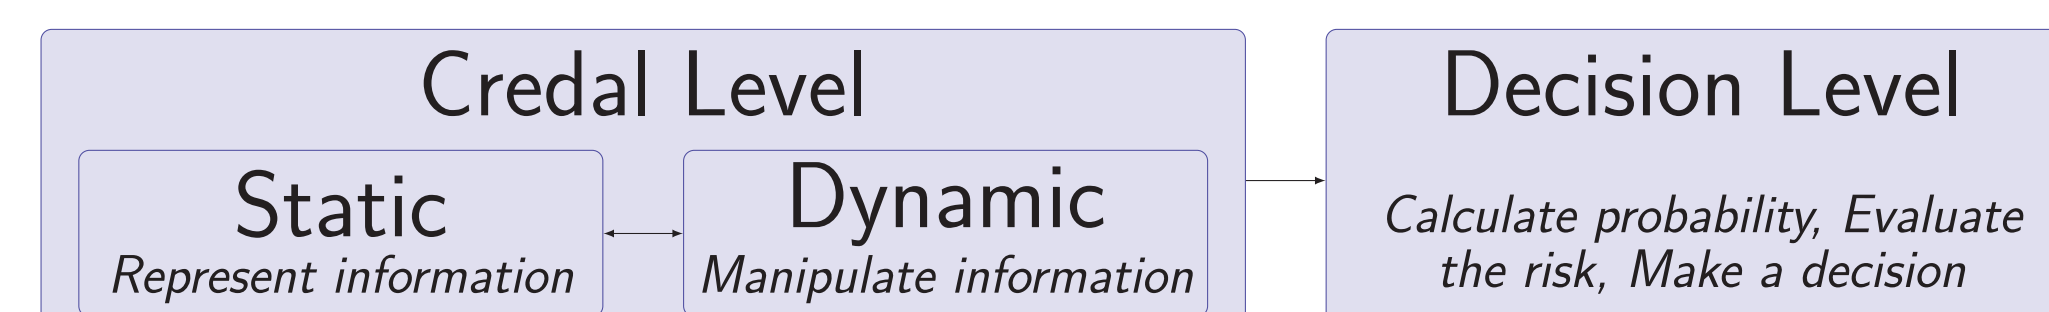 Credal Level
Static
Represent information
Dynamic
Manipulate information
Decision Level
Calculate probability, Evaluate
the risk, Make a decision